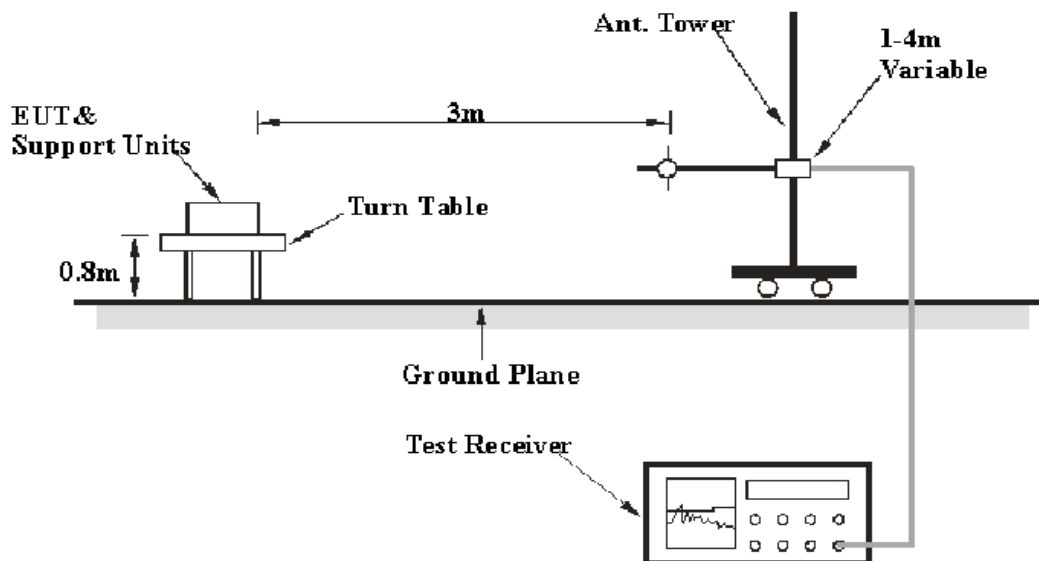 Ant. Tower
1-4m
Variable
3m
EUT&
Support Units
Turn Table
0.8m
Ground Plane
Test Receiver